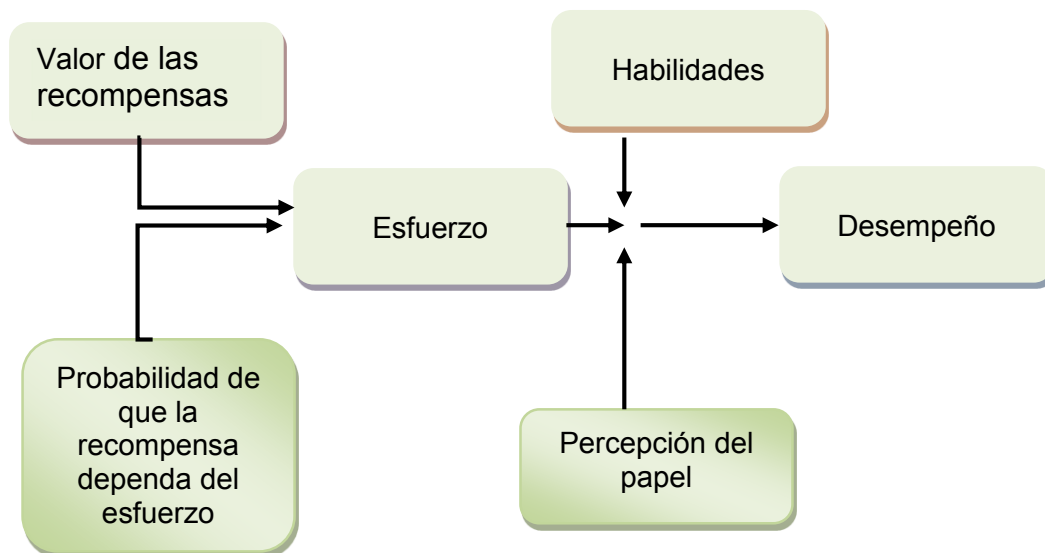 Valor de las
recompensas
Habilidades
Esfuerzo
Desempeño
Probabilidad de
que la
recompensa
dependa del
esfuerzo
Percepción del
papel